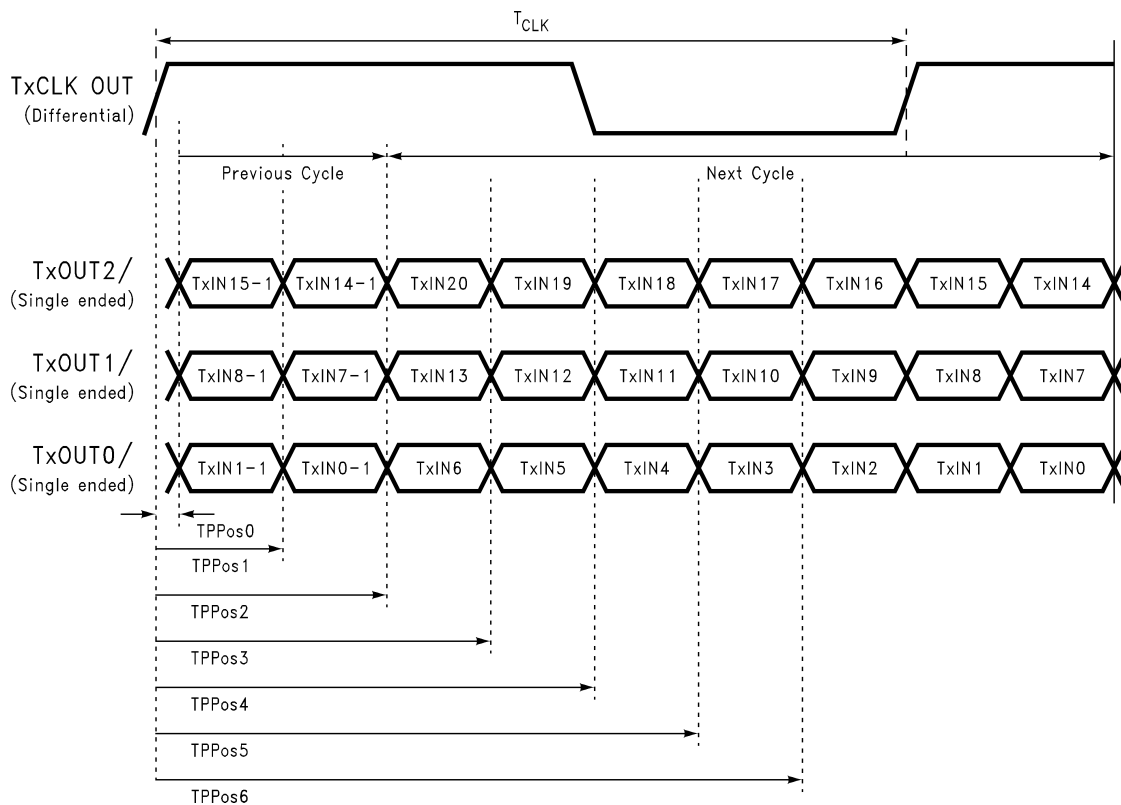 TCLK
TxCLK OUT
(Differential)
Previous Cycle
Next Cycle
TxOUT2/
(Single ended)
TxIN15-1 TxIN14-1 TxIN20 TxIN19 TxIN18 TxIN17 TxIN16 TxIN15 TxIN14
TxOUT1/
(Single ended)
TxIN8-1 TxIN7-1 TxIN13 TxIN12 TxIN11 TxIN10 TxIN9 TxIN8 TxIN7
TxOUT0/
(Single ended)
TxIN1-1 TxIN0-1 TxIN6 TxIN5 TxIN4 TxIN3 TxIN2 TxIN1 TxIN0
TPPos0
TPPos1
TPPos2
TPPos3
TPPos4
TPPos5
TPPos6